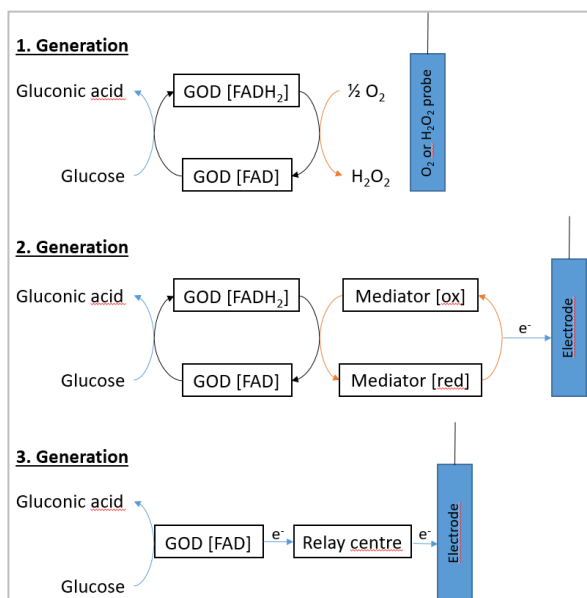 1. Generation
Gluconic acid
GOD [FADH₂]
½ O₂
Glucose
GOD [FAD]
H₂O₂
O₂ or H₂O₂ probe
2. Generation
Gluconic acid
GOD [FADH₂]
Mediator [ox]
e⁻
Glucose
GOD [FAD]
Mediator [red]
Electrode
3. Generation
Gluconic acid
GOD [FAD]
e⁻
Relay centre
e⁻
Glucose
Electrode